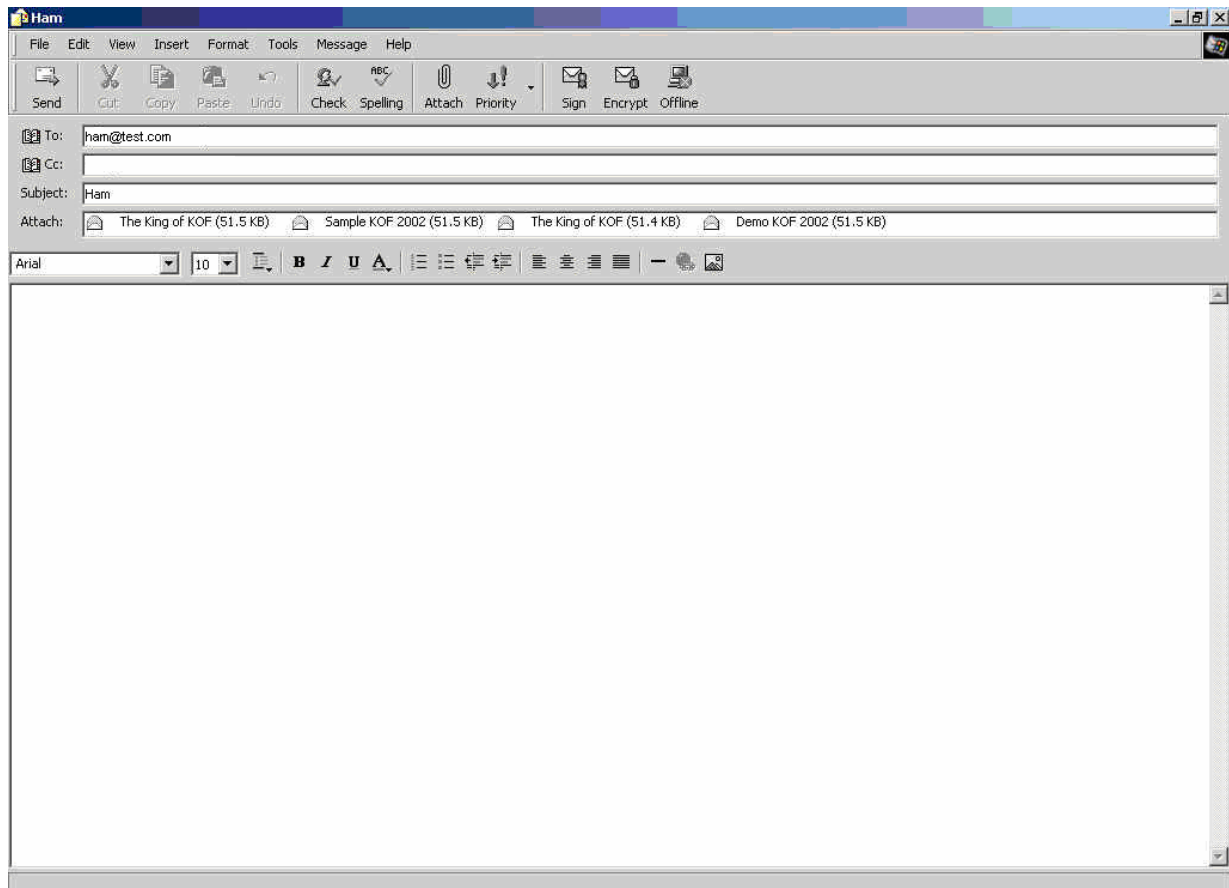 Ham
File Edit View Insert Format Tools Message Help
ABC
Send Cut Copy Paste Undo Check Spelling Attach Priority Sign Encrypt Offline
To: ham@test.com
Cc:
Subject: Ham
Attach: The King of KOF (51.5 KB) Sample KOF 2002 (51.5 KB) The King of KOF (51.4 KB) Demo KOF 2002 (51.5 KB)
Arial 10 B I U A